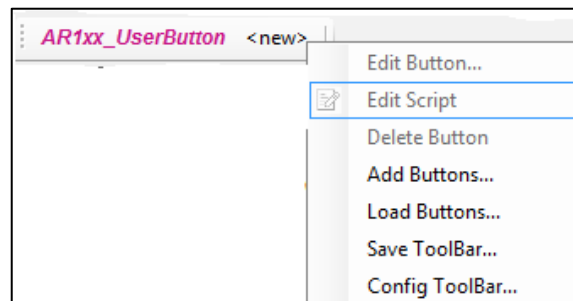 AR1xx_UserButton <new>
Edit Button...
Edit Script
Delete Button
Add Buttons...
Load Buttons...
Save ToolBar...
Config ToolBar...